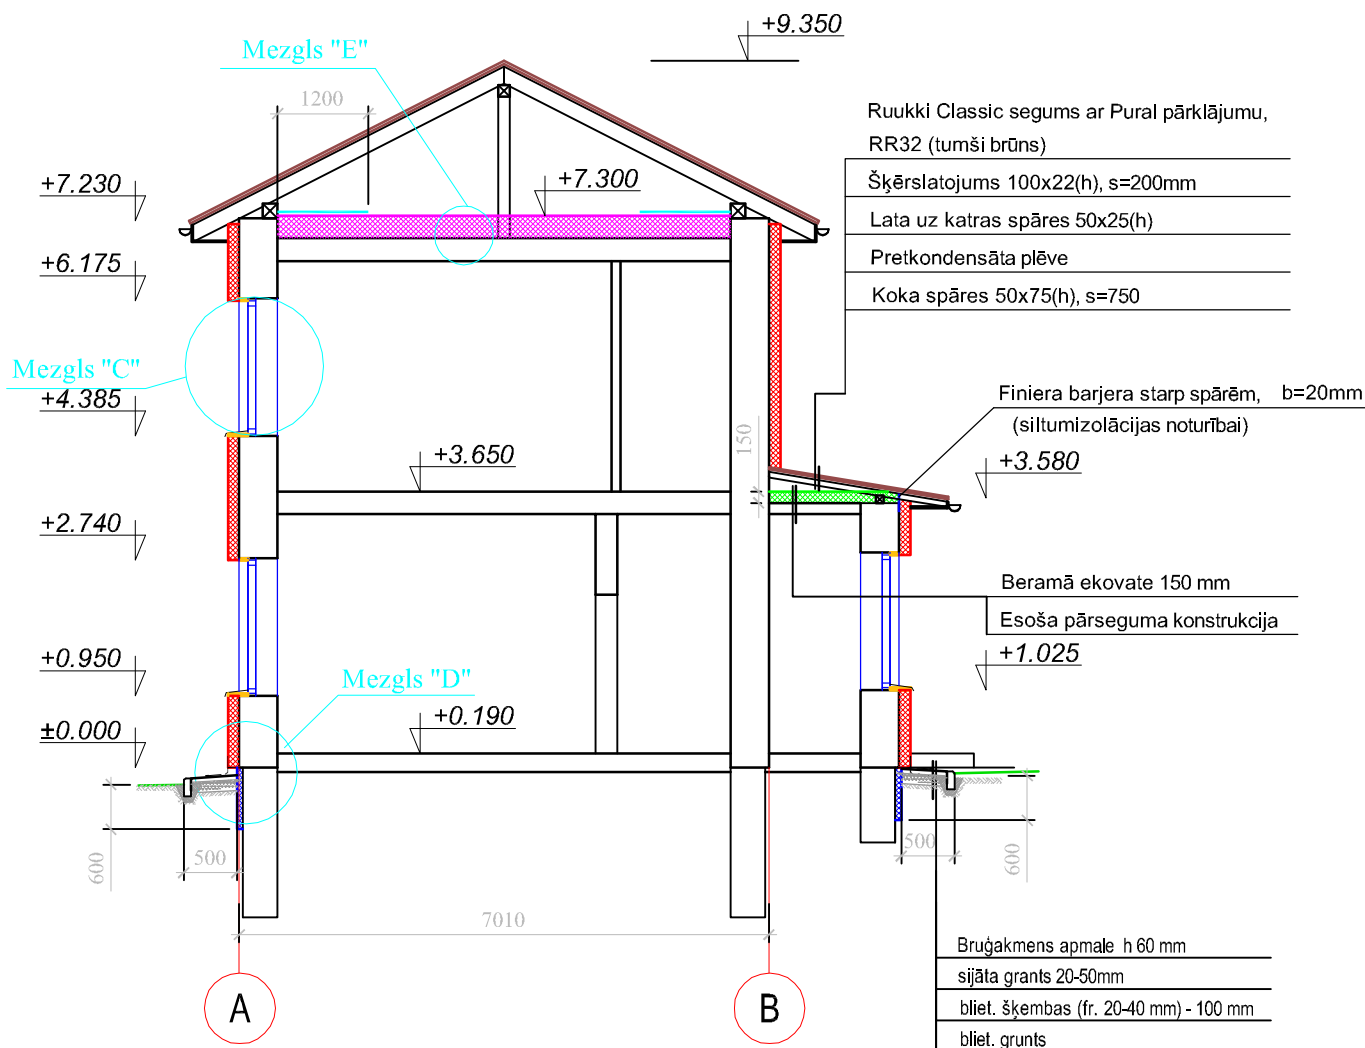 +9.350
Mezgls "E"
1200
Ruukki Classic segums ar Pural pārklājumu,
RR32 (tumši brūns)
Šķērslatojums 100x22(h), s=200mm
Lata uz katras spāres 50x25(h)
Pretkondensāta plēve
Koka spāres 50x75(h), s=750
+7.230
+7.300
+6.175
Mezgls "C"
+4.385
Finiera barjera starp spārēm, b=20mm
(siltumizolācijas noturībai)
150
+3.650
+3.580
+2.740
Beramā ekovate 150 mm
Esoša pārseguma konstrukcija
+0.950
+1.025
Mezgls "D"
±0.000
+0.190
600
500
500
600
7010
Bruģakmens apmale h 60 mm
sijāta grants 20-50mm
bliet. šķembas (fr. 20-40 mm) - 100 mm
bliet. grunts
A
B